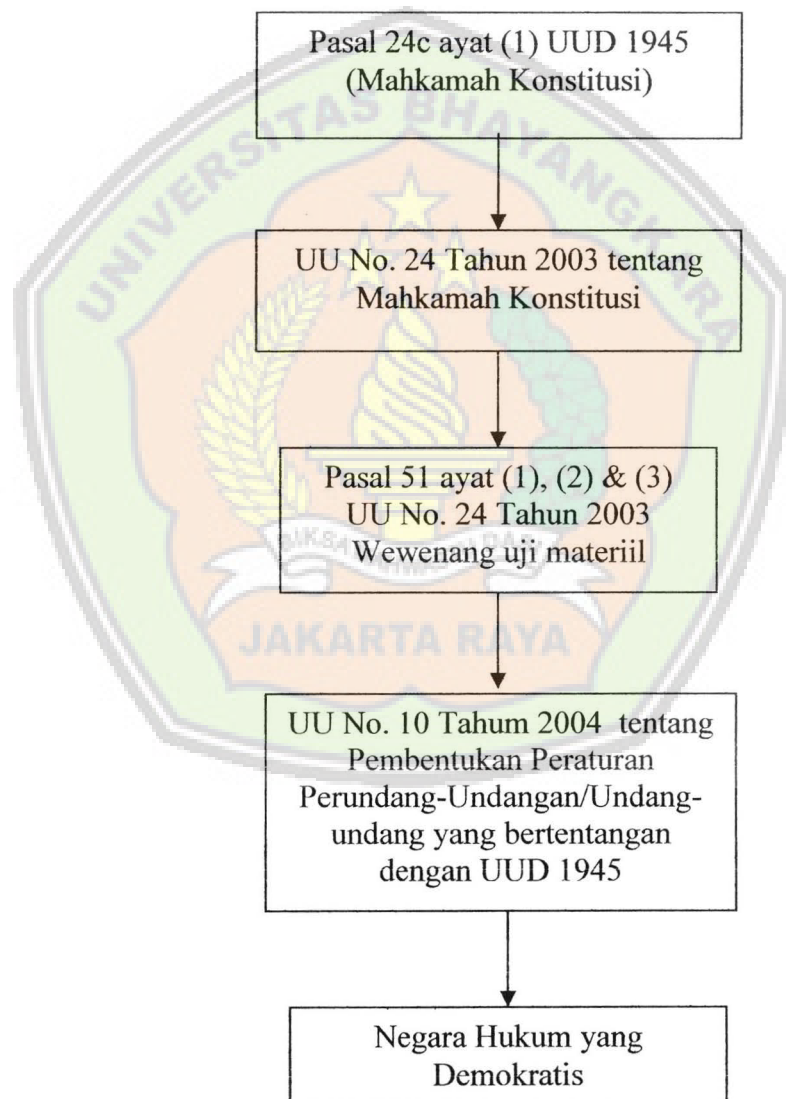 Pasal 24c ayat (1) UUD 1945
(Mahkamah Konstitusi)
UNIVERSITAS BHAYANGKARA
UU No. 24 Tahun 2003 tentang
Mahkamah Konstitusi
Pasal 51 ayat (1), (2) & (3)
UU No. 24 Tahun 2003
Wewenang uji materiil
JAKARTA RAYA
UU No. 10 Tahum 2004 tentang
Pembentukan Peraturan
Perundang-Undangan/Undang-
undang yang bertentangan
dengan UUD 1945
Negara Hukum yang
Demokratis